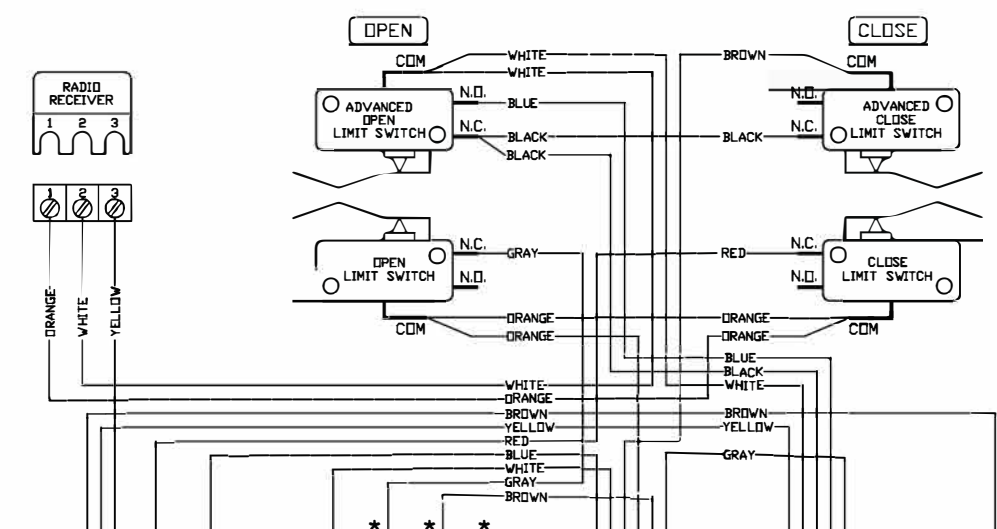 OPEN
CLOSE
COM
WHITE
BROWN
COM
WHITE
RADIO
RECEIVER
1 2 3
N.O.
BLUE
N.O.
ADVANCED
OPEN
LIMIT SWITCH
ADVANCED
CLOSE
LIMIT SWITCH
N.C.
BLACK
BLACK
N.C.
BLACK
1 2 3
N.C.
GRAY
RED
N.C.
OPEN
LIMIT SWITCH
CLOSE
LIMIT SWITCH
N.O.
N.O.
ORANGE
WHITE
YELLOW
COM
ORANGE
ORANGE
COM
ORANGE
ORANGE
BLUE
BLACK
WHITE
WHITE
ORANGE
BROWN
BROWN
YELLOW
YELLOW
RED
BLUE
GRAY
WHITE
GRAY
BROWN
* * *